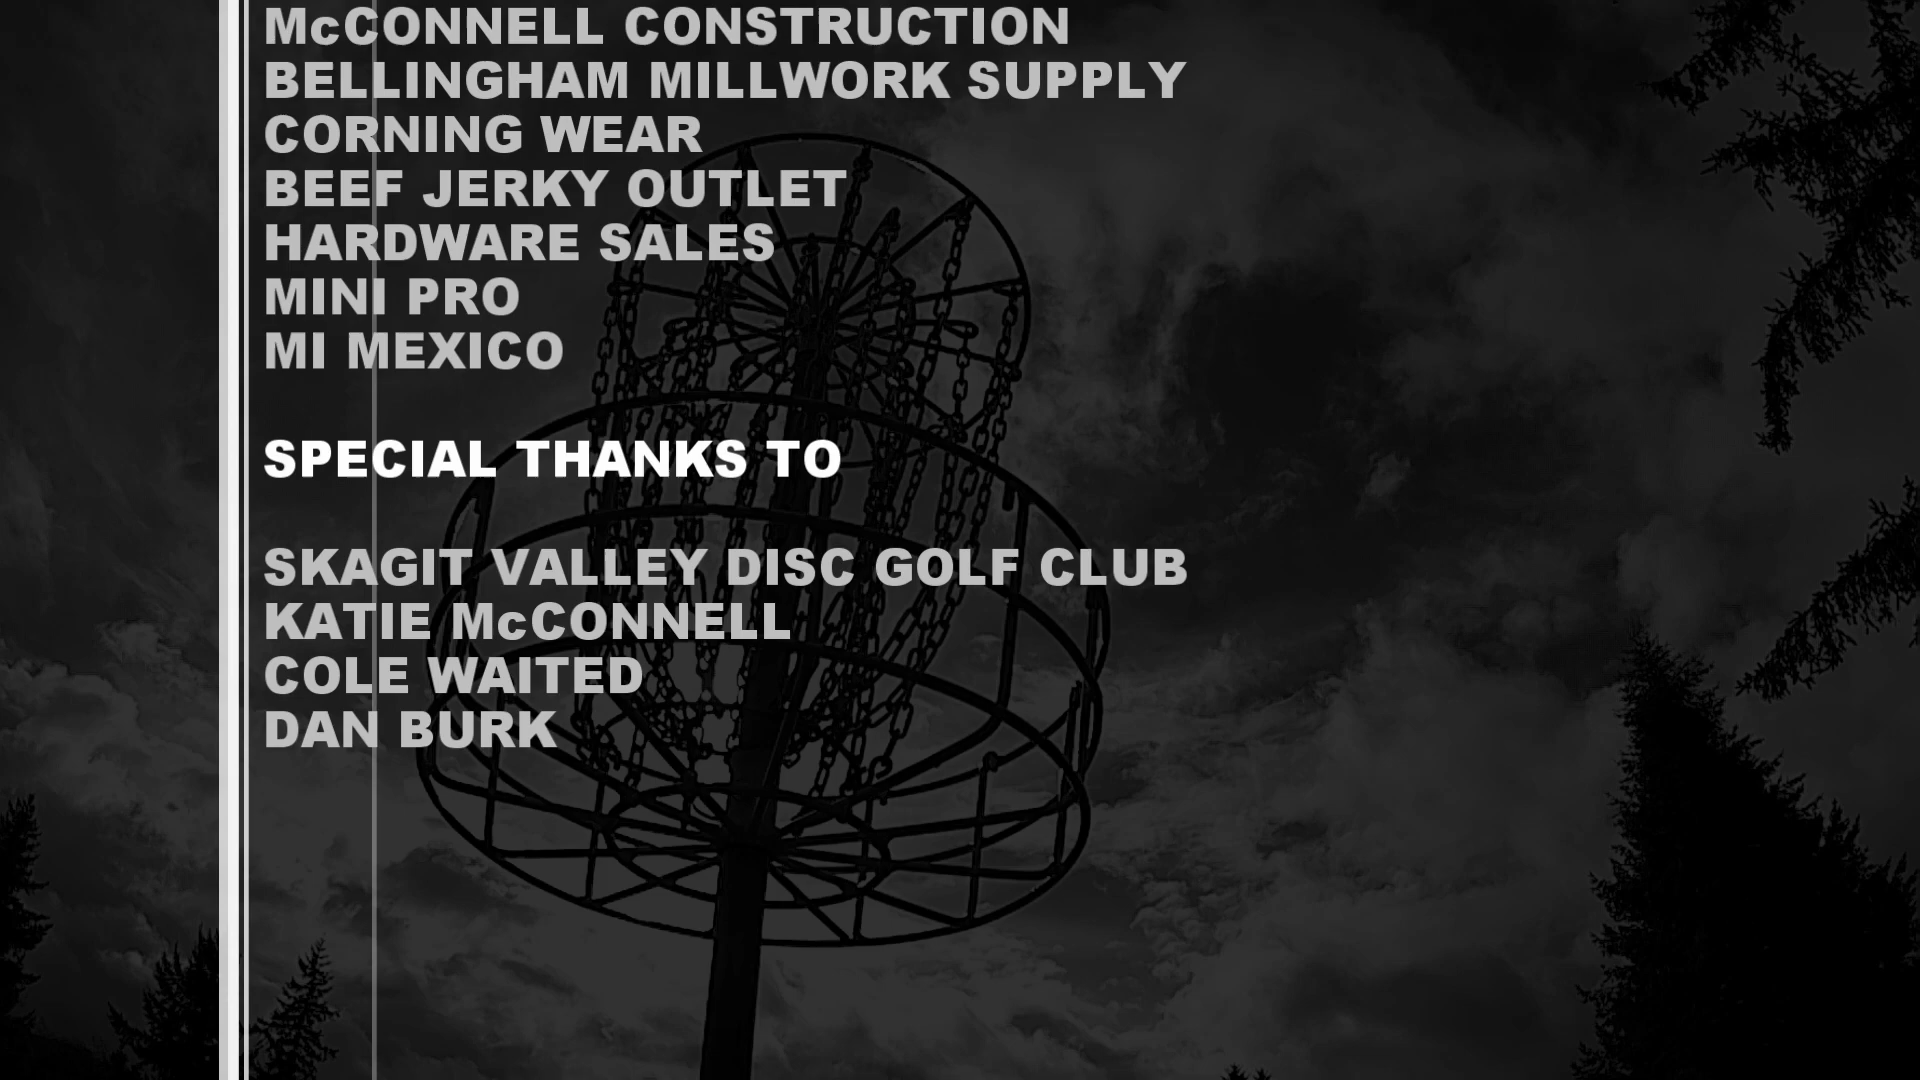 McCONNELL CONSTRUCTION
BELLINGHAM MILLWORK SUPPLY
CORNING WEAR
BEEF JERKY OUTLET
HARDWARE SALES
MINI PRO
MI MEXICO
SPECIAL THANKS TO
SKAGIT VALLEY DISC GOLF CLUB
KATIE McCONNELL
COLE WAITED
DAN BURK